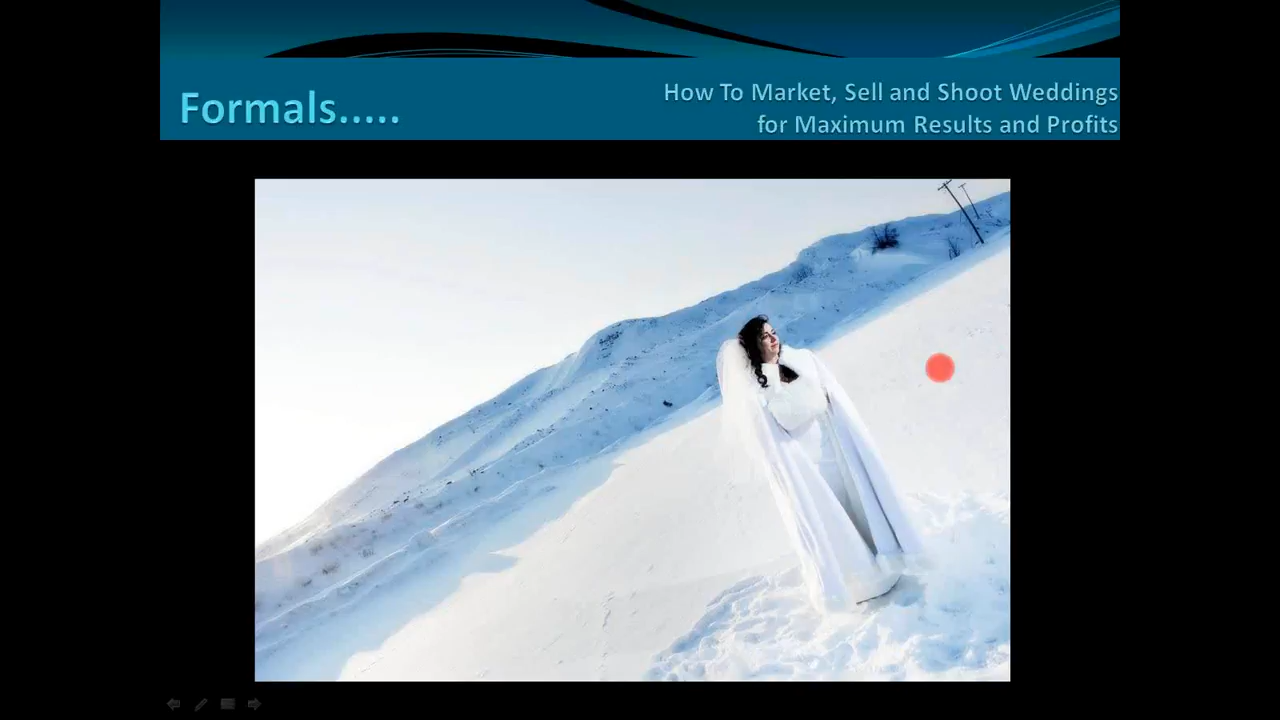 Formals.....
How To Market, Sell and Shoot Weddings
for Maximum Results and Profits